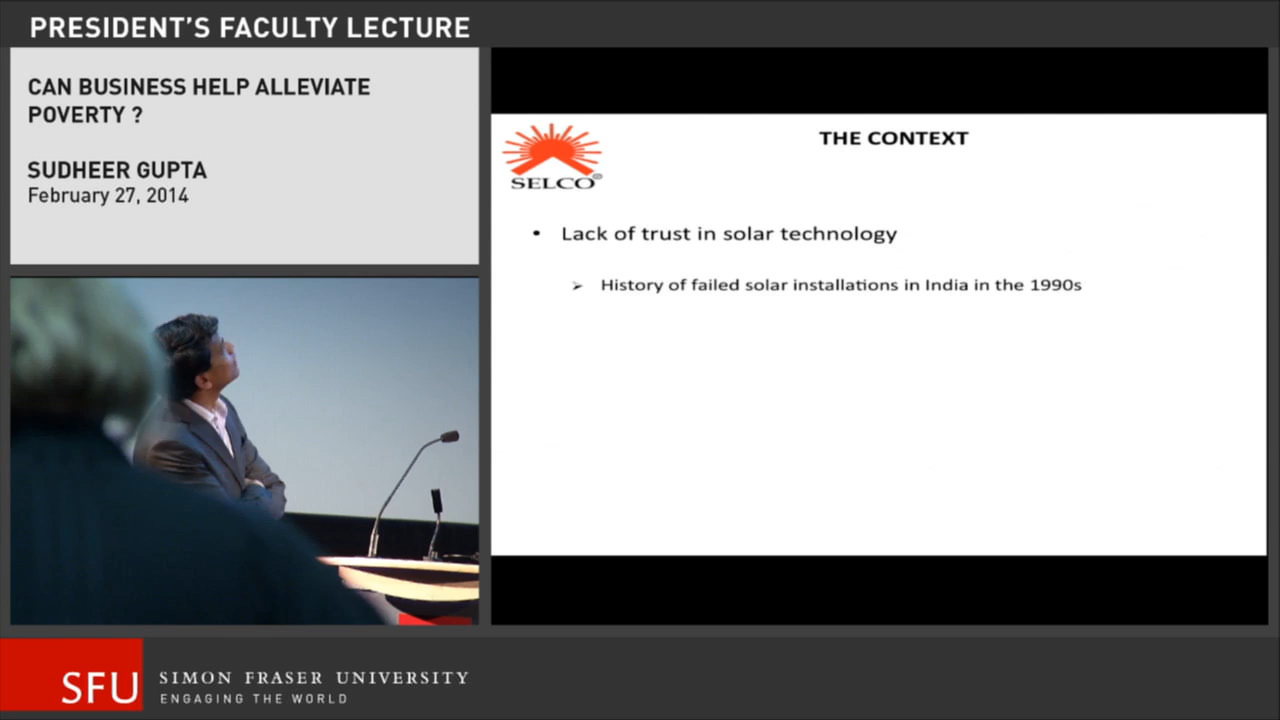 PRESIDENT'S FACULTY LECTURE
CAN BUSINESS HELP ALLEVIATE
POVERTY ?
SUDHEER GUPTA
February 27, 2014
SELCO®
THE CONTEXT
• Lack of trust in solar technology
➢ History of failed solar installations in India in the 1990s
SFU
SIMON FRASER UNIVERSITY
ENGAGING THE WORLD